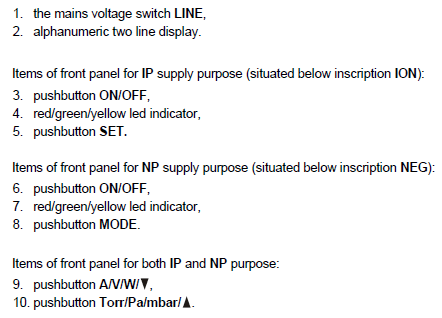 1. the mains voltage switch LINE,
2. alphanumeric two line display.
Items of front panel for IP supply purpose (situated below inscription ION):
3. pushbutton ON/OFF,
4. red/green/yellow led indicator,
5. pushbutton SET.
Items of front panel for NP supply purpose (situated below inscription NEG):
6. pushbutton ON/OFF,
7. red/green/yellow led indicator,
8. pushbutton MODE.
Items of front panel for both IP and NP purpose:
9. pushbutton A/V/W/▼,
10. pushbutton Torr/Pa/mbar/▲.